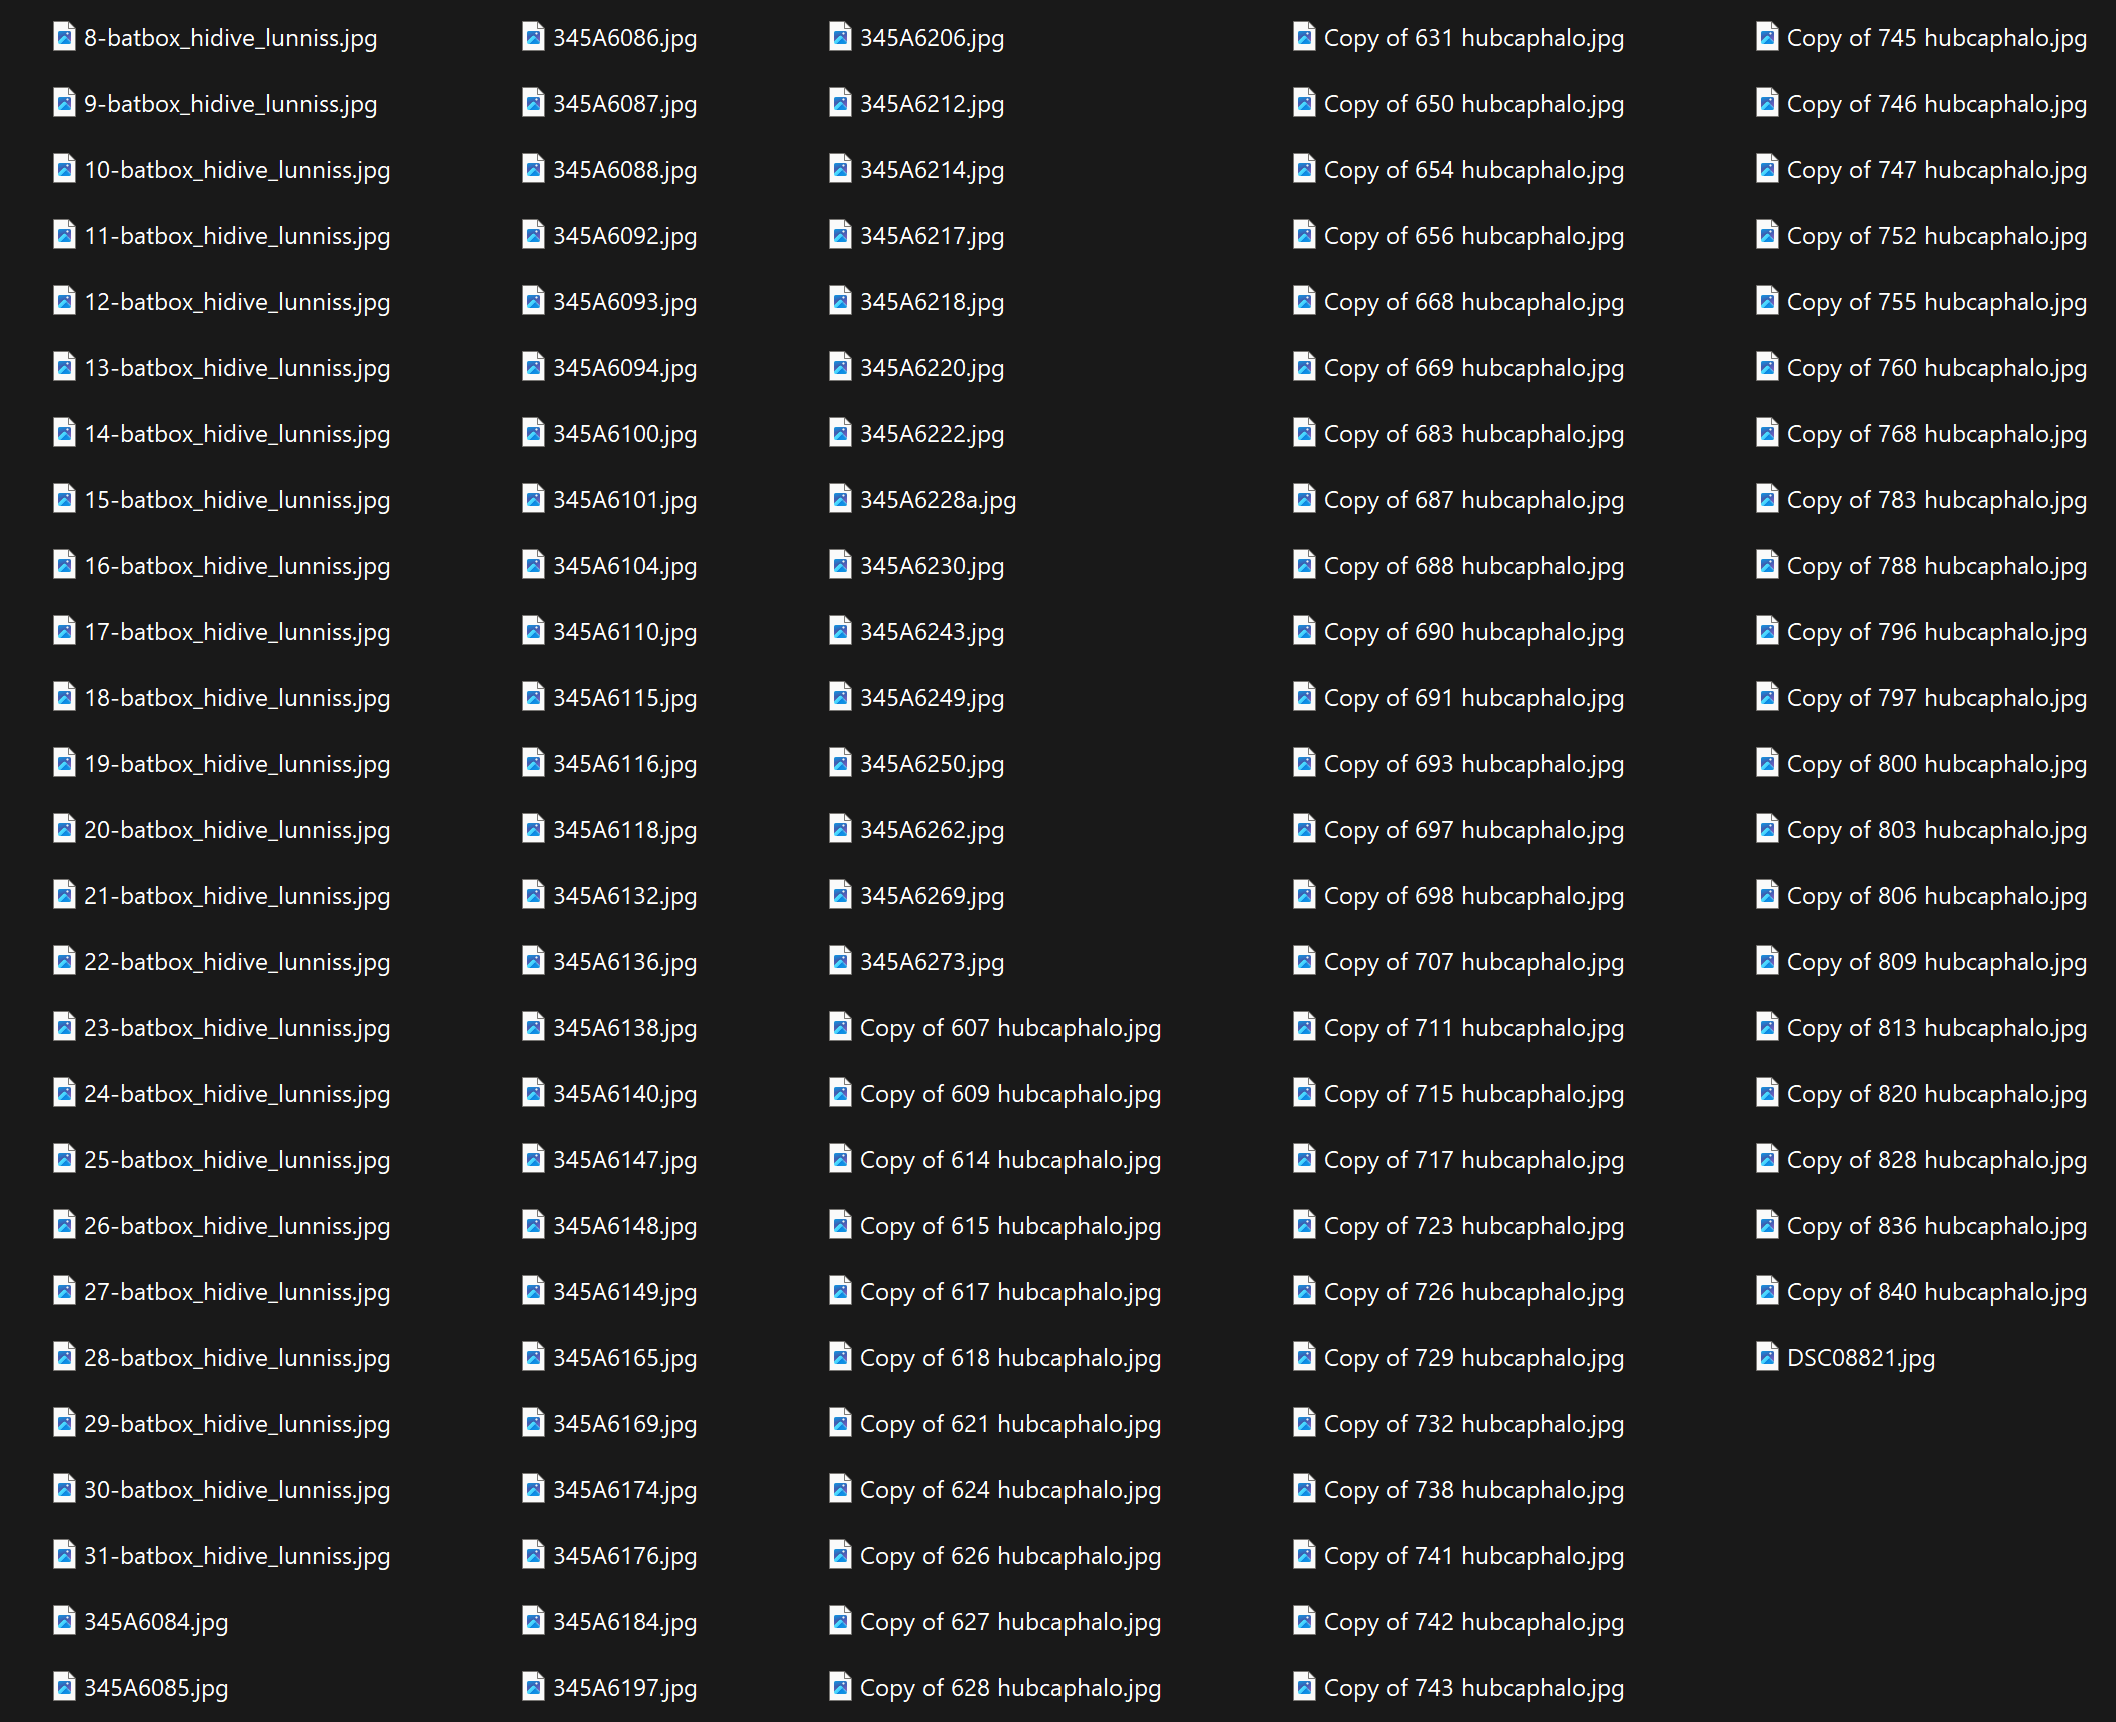 8-batbox_hidive_lunniss.jpg
9-batbox_hidive_lunniss.jpg
10-batbox_hidive_lunniss.jpg
11-batbox_hidive_lunniss.jpg
12-batbox_hidive_lunniss.jpg
13-batbox_hidive_lunniss.jpg
14-batbox_hidive_lunniss.jpg
15-batbox_hidive_lunniss.jpg
16-batbox_hidive_lunniss.jpg
17-batbox_hidive_lunniss.jpg
18-batbox_hidive_lunniss.jpg
19-batbox_hidive_lunniss.jpg
20-batbox_hidive_lunniss.jpg
21-batbox_hidive_lunniss.jpg
22-batbox_hidive_lunniss.jpg
23-batbox_hidive_lunniss.jpg
24-batbox_hidive_lunniss.jpg
25-batbox_hidive_lunniss.jpg
26-batbox_hidive_lunniss.jpg
27-batbox_hidive_lunniss.jpg
28-batbox_hidive_lunniss.jpg
29-batbox_hidive_lunniss.jpg
30-batbox_hidive_lunniss.jpg
31-batbox_hidive_lunniss.jpg
345A6084.jpg
345A6085.jpg
345A6086.jpg
345A6087.jpg
345A6088.jpg
345A6092.jpg
345A6093.jpg
345A6094.jpg
345A6100.jpg
345A6101.jpg
345A6104.jpg
345A6110.jpg
345A6115.jpg
345A6116.jpg
345A6118.jpg
345A6132.jpg
345A6136.jpg
345A6138.jpg
345A6140.jpg
345A6147.jpg
345A6148.jpg
345A6149.jpg
345A6165.jpg
345A6169.jpg
345A6174.jpg
345A6176.jpg
345A6184.jpg
345A6197.jpg
345A6206.jpg
345A6212.jpg
345A6214.jpg
345A6217.jpg
345A6218.jpg
345A6220.jpg
345A6222.jpg
345A6228a.jpg
345A6230.jpg
345A6243.jpg
345A6249.jpg
345A6250.jpg
345A6262.jpg
345A6269.jpg
345A6273.jpg
Copy of 607 hubcaphalo.jpg
Copy of 609 hubcaphalo.jpg
Copy of 614 hubcaphalo.jpg
Copy of 615 hubcaphalo.jpg
Copy of 617 hubcaphalo.jpg
Copy of 618 hubcaphalo.jpg
Copy of 621 hubcaphalo.jpg
Copy of 624 hubcaphalo.jpg
Copy of 626 hubcaphalo.jpg
Copy of 627 hubcaphalo.jpg
Copy of 628 hubcaphalo.jpg
Copy of 631 hubcaphalo.jpg
Copy of 650 hubcaphalo.jpg
Copy of 654 hubcaphalo.jpg
Copy of 656 hubcaphalo.jpg
Copy of 668 hubcaphalo.jpg
Copy of 669 hubcaphalo.jpg
Copy of 683 hubcaphalo.jpg
Copy of 687 hubcaphalo.jpg
Copy of 688 hubcaphalo.jpg
Copy of 690 hubcaphalo.jpg
Copy of 691 hubcaphalo.jpg
Copy of 693 hubcaphalo.jpg
Copy of 697 hubcaphalo.jpg
Copy of 698 hubcaphalo.jpg
Copy of 707 hubcaphalo.jpg
Copy of 711 hubcaphalo.jpg
Copy of 715 hubcaphalo.jpg
Copy of 717 hubcaphalo.jpg
Copy of 723 hubcaphalo.jpg
Copy of 726 hubcaphalo.jpg
Copy of 729 hubcaphalo.jpg
Copy of 732 hubcaphalo.jpg
Copy of 738 hubcaphalo.jpg
Copy of 741 hubcaphalo.jpg
Copy of 742 hubcaphalo.jpg
Copy of 743 hubcaphalo.jpg
Copy of 745 hubcaphalo.jpg
Copy of 746 hubcaphalo.jpg
Copy of 747 hubcaphalo.jpg
Copy of 752 hubcaphalo.jpg
Copy of 755 hubcaphalo.jpg
Copy of 760 hubcaphalo.jpg
Copy of 768 hubcaphalo.jpg
Copy of 783 hubcaphalo.jpg
Copy of 788 hubcaphalo.jpg
Copy of 796 hubcaphalo.jpg
Copy of 797 hubcaphalo.jpg
Copy of 800 hubcaphalo.jpg
Copy of 803 hubcaphalo.jpg
Copy of 806 hubcaphalo.jpg
Copy of 809 hubcaphalo.jpg
Copy of 813 hubcaphalo.jpg
Copy of 820 hubcaphalo.jpg
Copy of 828 hubcaphalo.jpg
Copy of 836 hubcaphalo.jpg
Copy of 840 hubcaphalo.jpg
DSC08821.jpg